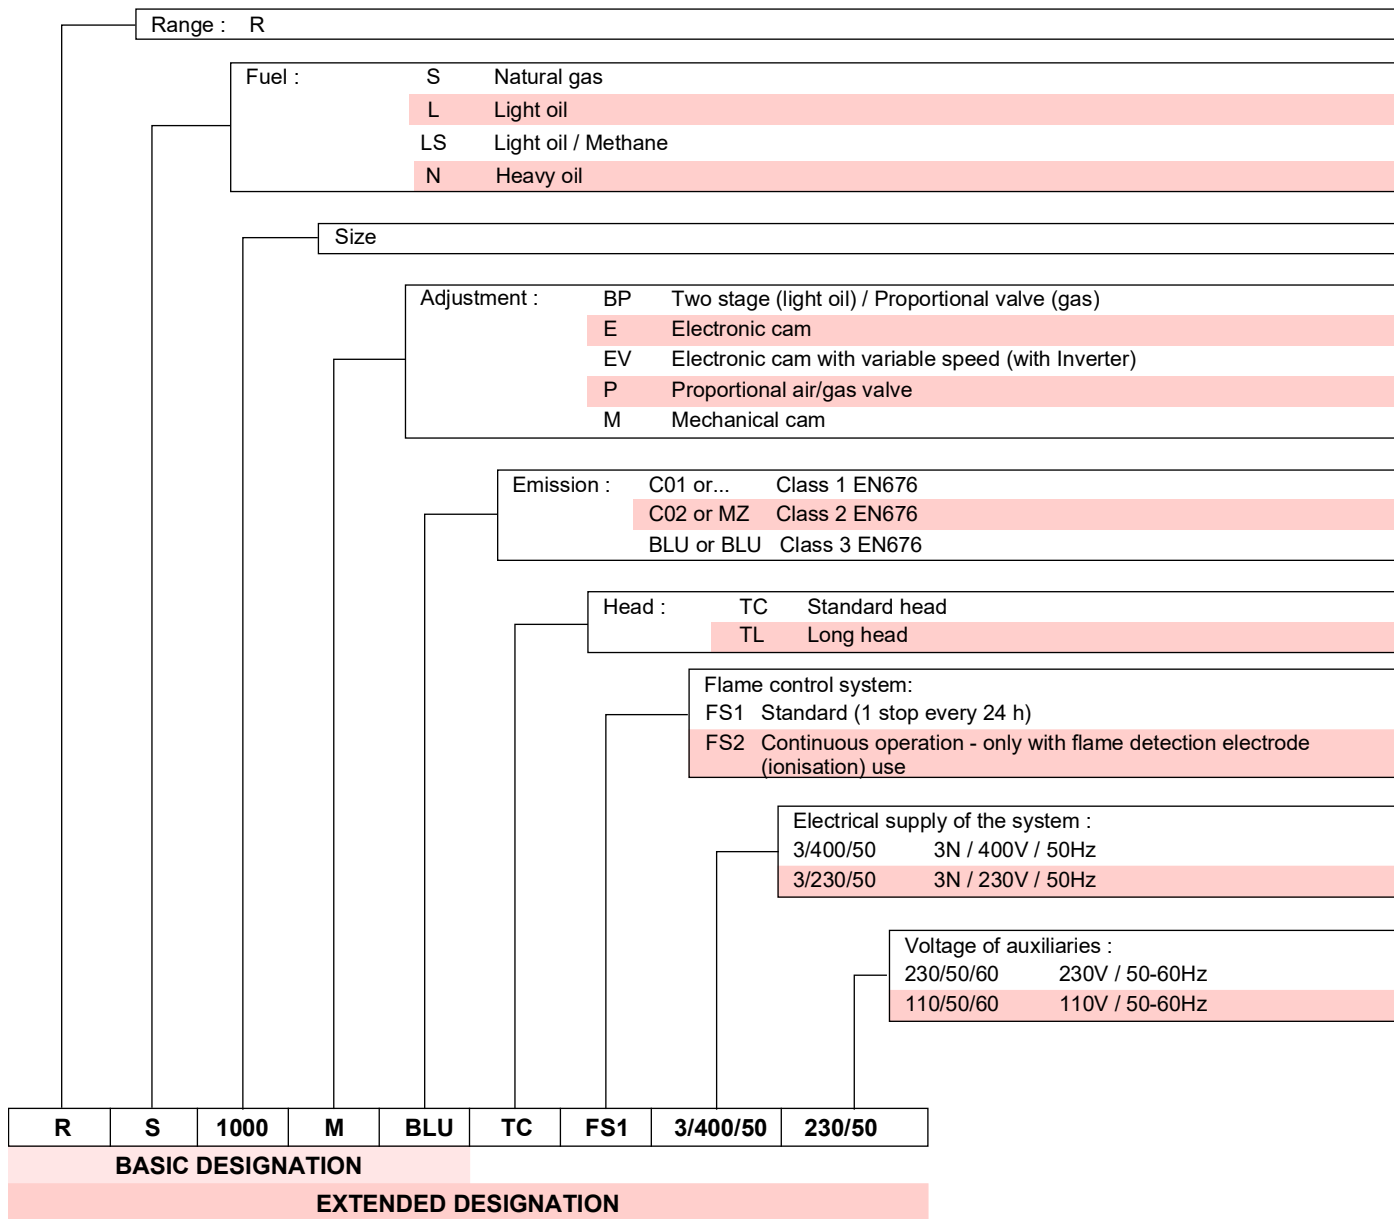 Range : R
Fuel : S Natural gas
L Light oil
LS Light oil / Methane
N Heavy oil
Size
Adjustment : BP Two stage (light oil) / Proportional valve (gas)
E Electronic cam
EV Electronic cam with variable speed (with Inverter)
P Proportional air/gas valve
M Mechanical cam
Emission : C01 or... Class 1 EN676
C02 or MZ Class 2 EN676
BLU or BLU Class 3 EN676
Head : TC Standard head
TL Long head
Flame control system:
FS1 Standard (1 stop every 24 h)
FS2 Continuous operation - only with flame detection electrode
(ionisation) use
Electrical supply of the system :
3/400/50 3N / 400V / 50Hz
3/230/50 3N / 230V / 50Hz
Voltage of auxiliaries :
230/50/60 230V / 50-60Hz
110/50/60 110V / 50-60Hz
R S 1000 M BLU TC FS1 3/400/50 230/50
BASIC DESIGNATION
EXTENDED DESIGNATION